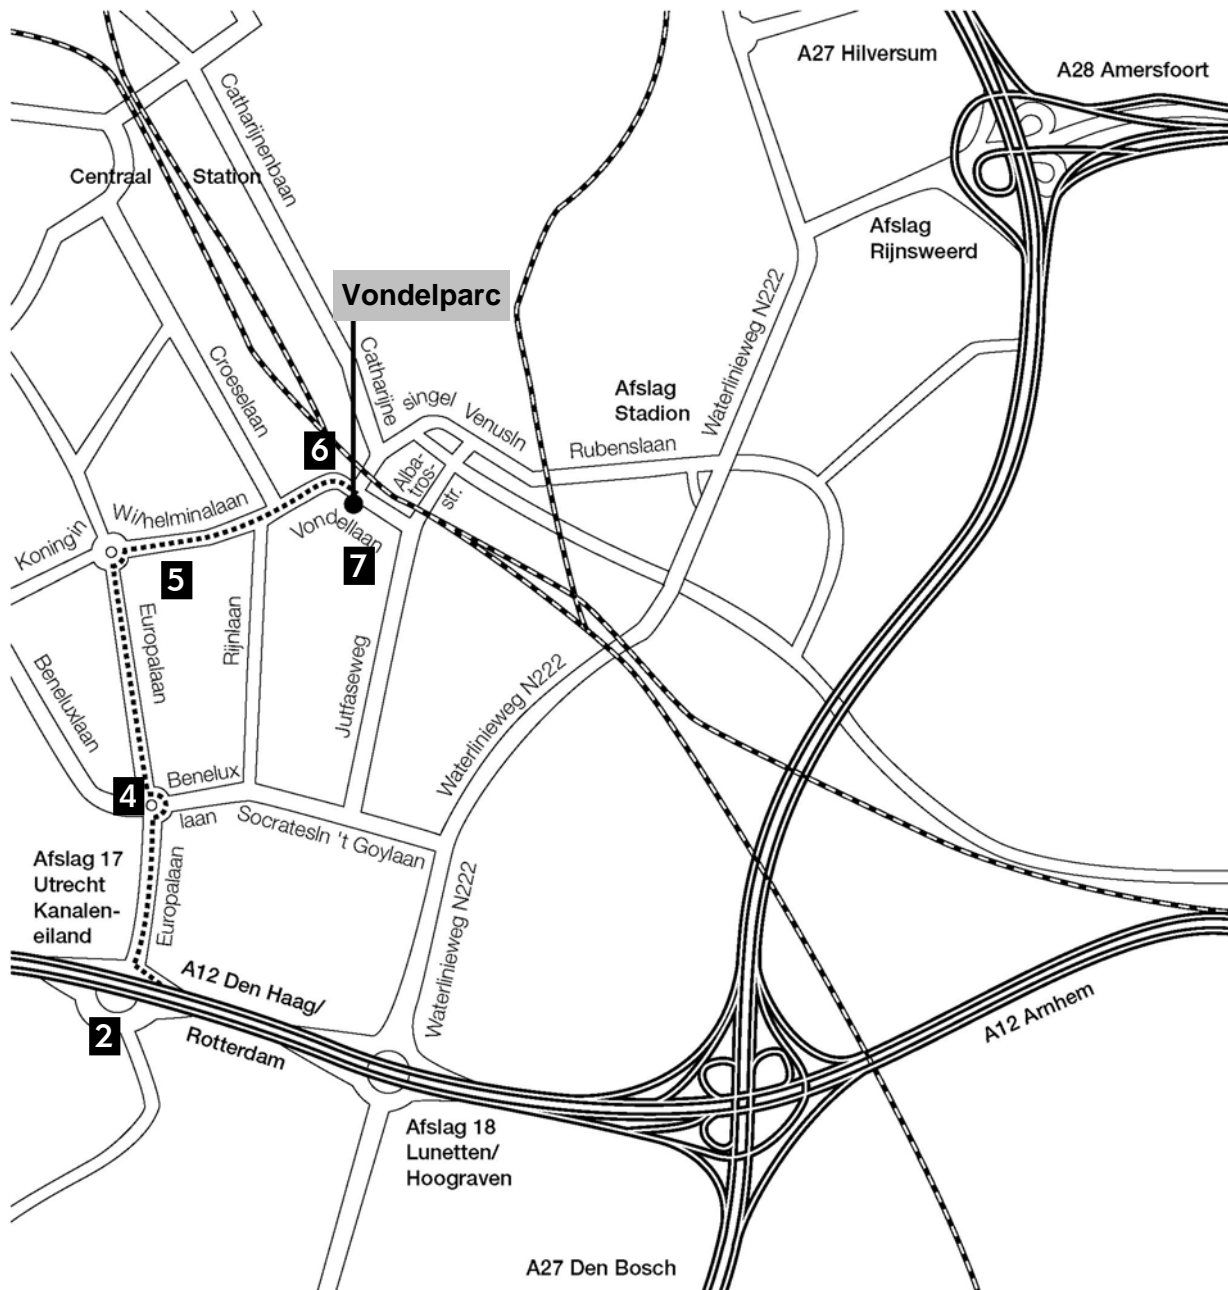 A27 Hilversum
A28 Amersfoort
Catharijnenbaan
Centraal Station
Afslag
Rijnsweerd
Vondelparc
Waterlinieweg N222
Croeselaan
Catharijne
singel
Venusln
Afslag
Stadion
Rubenslaan
6
Alba-
tros-
str.
Koningin
Wilhelminalaan
Vondellaan
7
5
Europalaan
Rijnlaan
Jutfaseweg
Beneluxlaan
Waterlinieweg N222
4
Benelux
laan
Socratesln 't Goylaan
Afslag 17
Utrecht
Kanalen-
eiland
Europalaan
Waterlinieweg N222
A12 Den Haag/
Rotterdam
2
A12 Arnhem
Afslag 18
Lunetten/
Hoograven
A27 Den Bosch